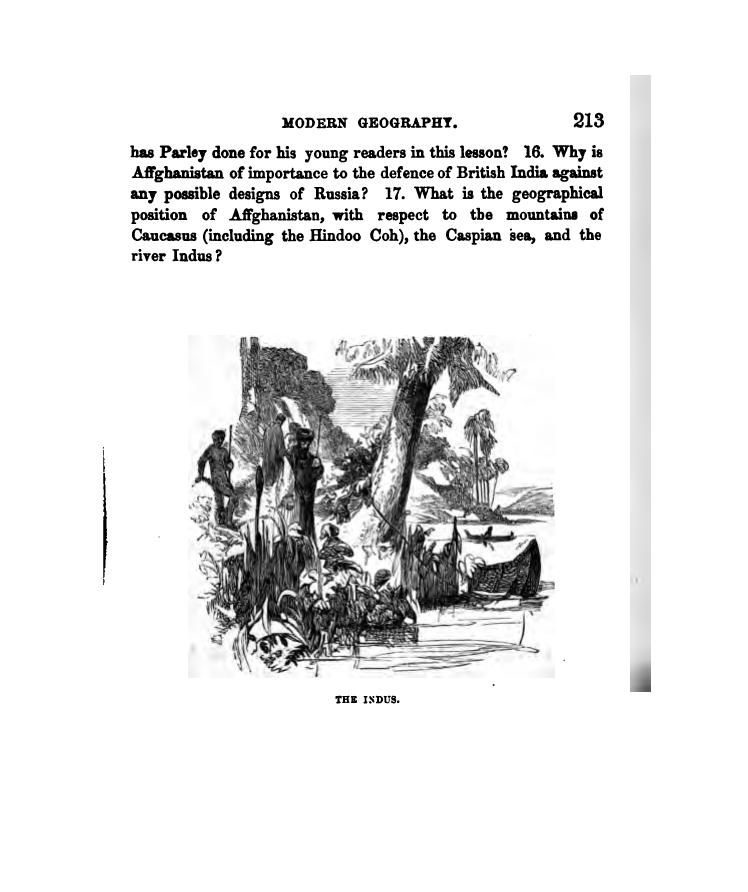 MODERN GEOGRAPHY. 213
has Parley done for his young readers in this lesson? 16. Why is
Affghanistan of importance to the defence of British India against
any possible designs of Russia? 17. What is the geographical
position of Affghanistan, with respect to the mountains of
Caucasus (including the Hindoo Coh), the Caspian sea, and the
river Indus?
THE INDUS.